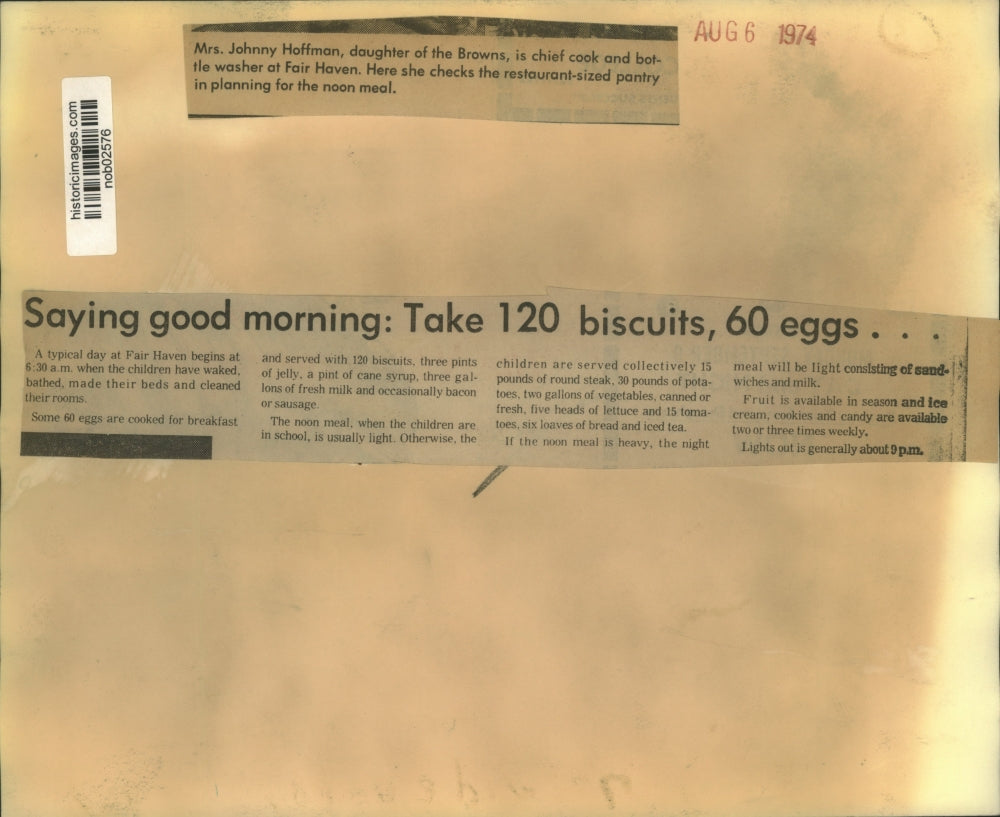 AUG 6 1974
Mrs. Johnny Hoffman, daughter of the Browns, is chief cook and bot-
tle washer at Fair Haven. Here she checks the restaurant-sized pantry
in planning for the noon meal.
historicimages.com
nob02576
Saying good morning: Take 120 biscuits, 60 eggs . . .
A typical day at Fair Haven begins at
6:30 a.m. when the children have waked,
bathed, made their beds and cleaned
their rooms.
Some 60 eggs are cooked for breakfast
and served with 120 biscuits, three pints
of jelly, a pint of cane syrup, three gal-
lons of fresh milk and occasionally bacon
or sausage.
The noon meal, when the children are
in school, is usually light. Otherwise, the
children are served collectively 15
pounds of round steak, 30 pounds of pota-
toes, two gallons of vegetables, canned or
fresh, five heads of lettuce and 15 toma-
toes, six loaves of bread and iced tea.
If the noon meal is heavy, the night
meal will be light consisting of sand-
wiches and milk.
Fruit is available in season and ice
cream, cookies and candy are available
two or three times weekly.
Lights out is generally about 9 p.m.